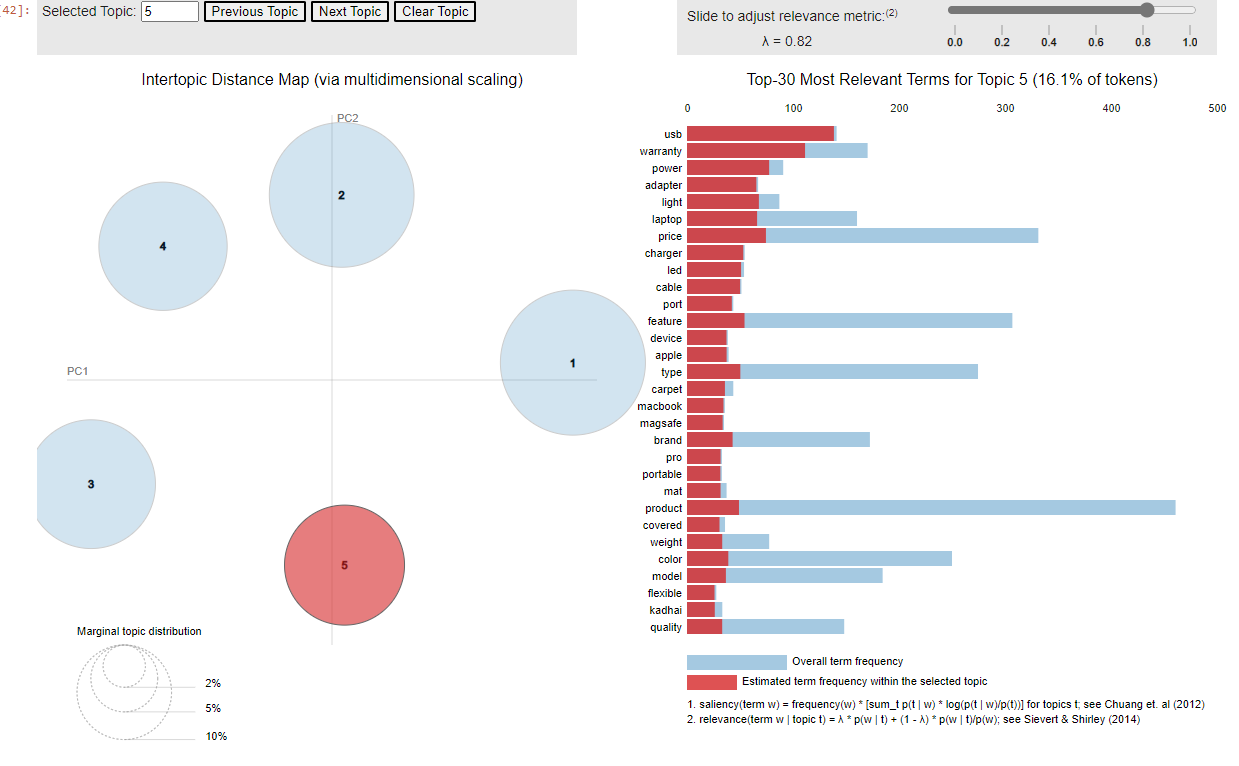 42]:
Selected Topic: 5 Previous Topic Next Topic Clear Topic
Slide to adjust relevance metric:(2)
λ = 0.82
0.0 0.2 0.4 0.6 0.8 1.0
Intertopic Distance Map (via multidimensional scaling)
PC2
PC1
2
4
1
3
5
Marginal topic distribution
2%
5%
10%
Top-30 Most Relevant Terms for Topic 5 (16.1% of tokens)
0 100 200 300 400 500
usb
warranty
power
adapter
light
laptop
price
charger
led
cable
port
feature
device
apple
type
carpet
macbook
magsafe
brand
pro
portable
mat
product
covered
weight
color
model
flexible
kadhai
quality
Overall term frequency
Estimated term frequency within the selected topic
1. saliency(term w) = frequency(w) * [sum_t p(t | w) * log(p(t | w)/p(t))] for topics t; see Chuang et. al (2012)
2. relevance(term w | topic t) = λ * p(w | t) + (1 - λ) * p(w | t)/p(w); see Sievert & Shirley (2014)